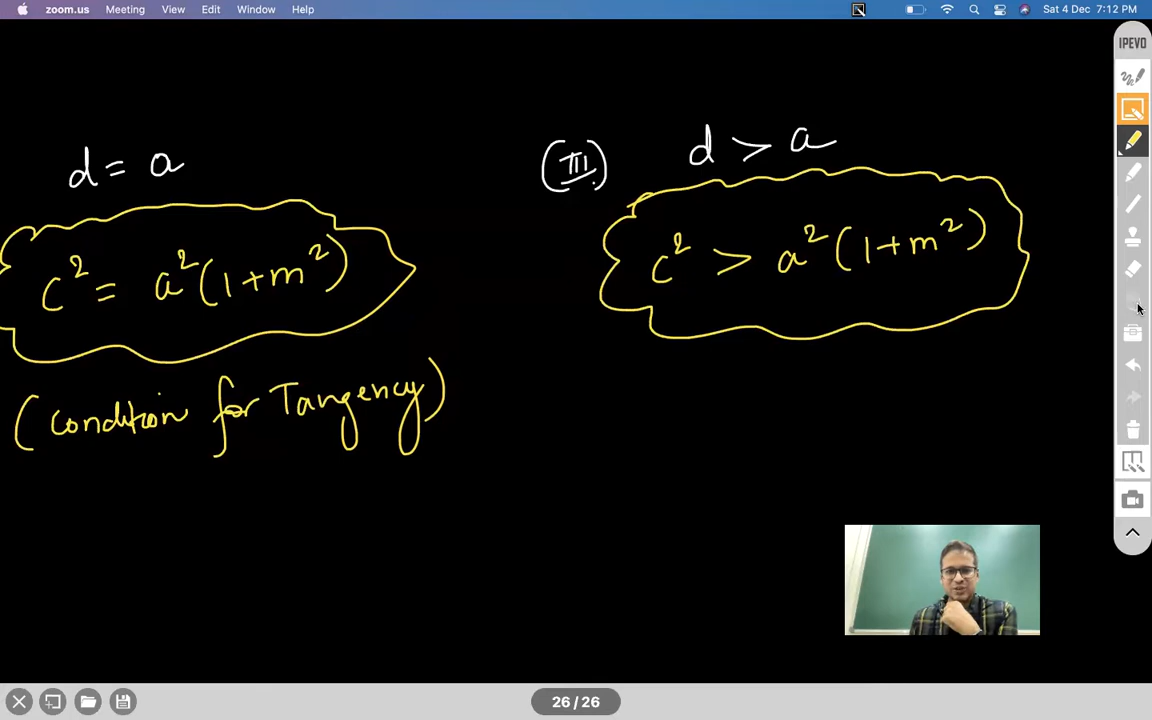 zoom.us Meeting View Edit Window Help Sat 4 Dec 7:12 PM
IPEVO
d = a
c² = a²(1+m²)
(Condition for Tangency)
(III) d > a
c² > a²(1+m²)
26 / 26